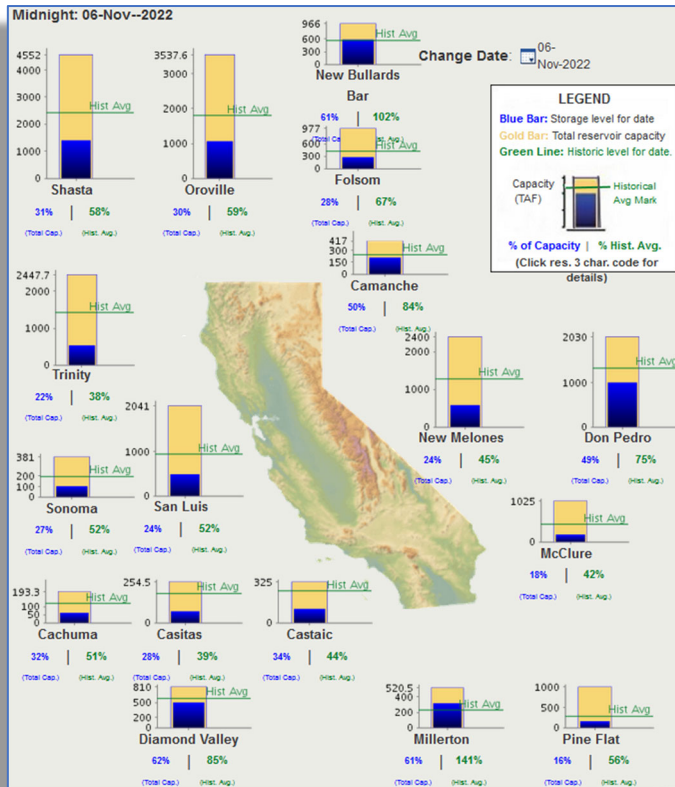 Midnight: 06-Nov--2022
Change Date: 06-Nov-2022
4552
4000
3000
2000
1000
0
Hist Avg
Shasta
31% | 58%
(Total Cap.) (Hist. Avg.)
3537.6
3000
2000
1000
0
Hist Avg
Oroville
30% | 59%
(Total Cap.) (Hist. Avg.)
966
600
300
0
Hist Avg
New Bullards
Bar
61% | 102%
(Total Cap.) (Hist. Avg.)
977
600
300
0
Hist Avg
Folsom
28% | 67%
(Total Cap.) (Hist. Avg.)
417
300
150
0
Hist Avg
Camanche
50% | 84%
(Total Cap.) (Hist. Avg.)
LEGEND
Blue Bar: Storage level for date
Gold Bar: Total reservoir capacity
Green Line: Historic level for date.
Capacity
(TAF)
Historical
Avg Mark
% of Capacity | % Hist. Avg.
(Click res. 3 char. code for
details)
2447.7
2000
1000
0
Hist Avg
Trinity
22% | 38%
(Total Cap.) (Hist. Avg.)
2400
1000
0
Hist Avg
New Melones
24% | 45%
(Total Cap.) (Hist. Avg.)
2030
1000
0
Hist Avg
Don Pedro
49% | 75%
(Total Cap.) (Hist. Avg.)
381
200
100
0
Hist Avg
Sonoma
27% | 52%
(Total Cap.) (Hist. Avg.)
2041
1000
0
Hist Avg
San Luis
24% | 52%
(Total Cap.) (Hist. Avg.)
1025
0
Hist Avg
McClure
18% | 42%
(Total Cap.) (Hist. Avg.)
193.3
100
50
0
Hist Avg
Cachuma
32% | 51%
(Total Cap.) (Hist. Avg.)
254.5
100
0
Hist Avg
Casitas
28% | 39%
(Total Cap.) (Hist. Avg.)
325
100
0
Hist Avg
Castaic
34% | 44%
(Total Cap.) (Hist. Avg.)
810
500
250
0
Hist Avg
Diamond Valley
62% | 85%
(Total Cap.) (Hist. Avg.)
520.5
400
200
0
Hist Avg
Millerton
61% | 141%
(Total Cap.) (Hist. Avg.)
1000
500
0
Hist Avg
Pine Flat
16% | 56%
(Total Cap.) (Hist. Avg.)